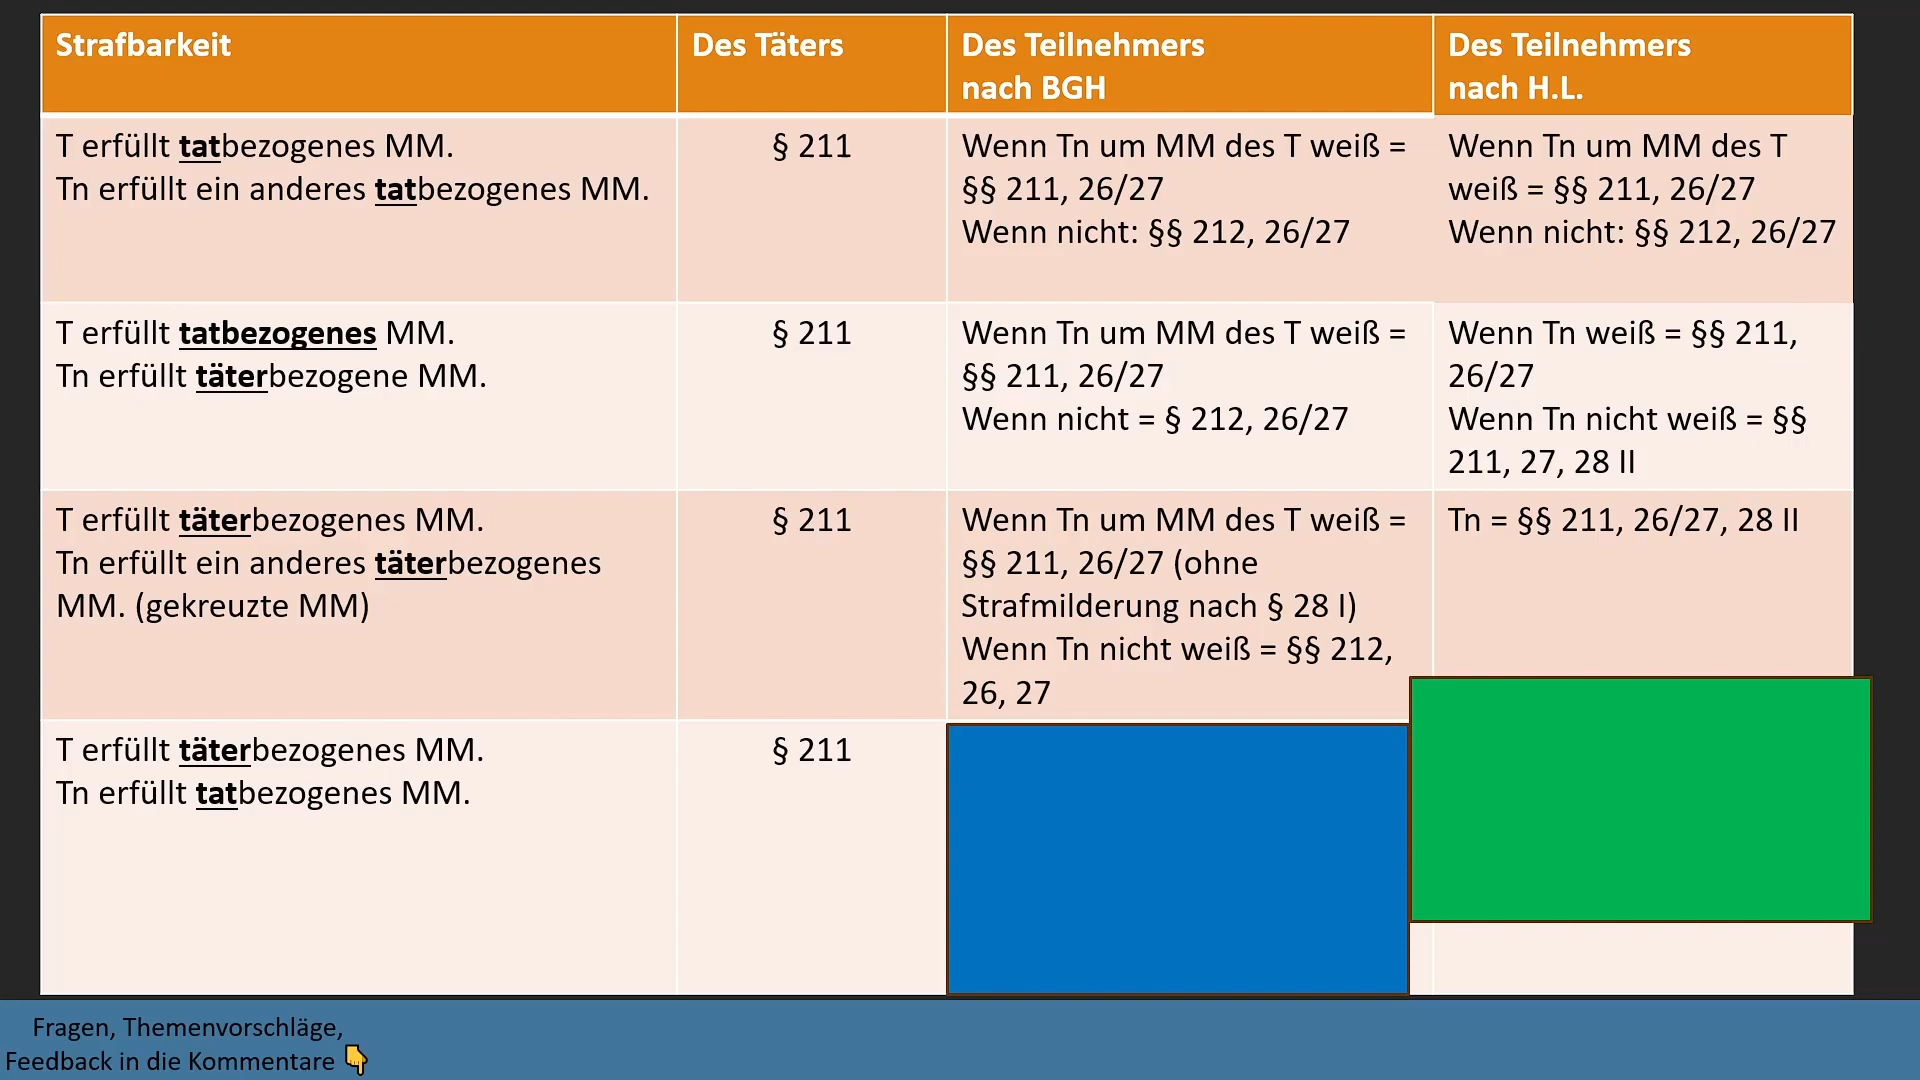 Strafbarkeit
Des Täters
Des Teilnehmers
nach BGH
Des Teilnehmers
nach H.L.
T erfüllt tatbezogenes MM.
Tn erfüllt ein anderes tatbezogenes MM.
§ 211
Wenn Tn um MM des T weiß =
§§ 211, 26/27
Wenn nicht: §§ 212, 26/27
Wenn Tn um MM des T
weiß = §§ 211, 26/27
Wenn nicht: §§ 212, 26/27
T erfüllt tatbezogenes MM.
Tn erfüllt täterbezogene MM.
§ 211
Wenn Tn um MM des T weiß =
§§ 211, 26/27
Wenn nicht = § 212, 26/27
Wenn Tn weiß = §§ 211,
26/27
Wenn Tn nicht weiß = §§
211, 27, 28 II
T erfüllt täterbezogenes MM.
Tn erfüllt ein anderes täterbezogenes
MM. (gekreuzte MM)
§ 211
Wenn Tn um MM des T weiß =
§§ 211, 26/27 (ohne
Strafmilderung nach § 28 I)
Wenn Tn nicht weiß = §§ 212,
26, 27
Tn = §§ 211, 26/27, 28 II
T erfüllt täterbezogenes MM.
Tn erfüllt tatbezogenes MM.
§ 211
Fragen, Themenvorschläge,
Feedback in die Kommentare 👇